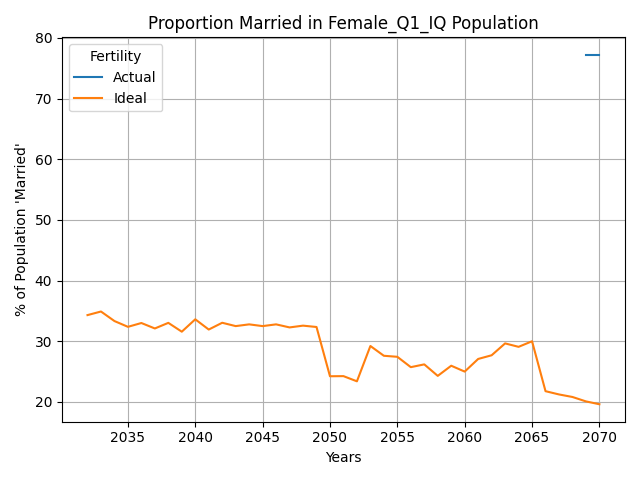 Proportion Married in Female_Q1_IQ Population
Fertility
Actual
Ideal
% of Population 'Married'
80
70
60
50
40
30
20
2035 2040 2045 2050 2055 2060 2065 2070
Years